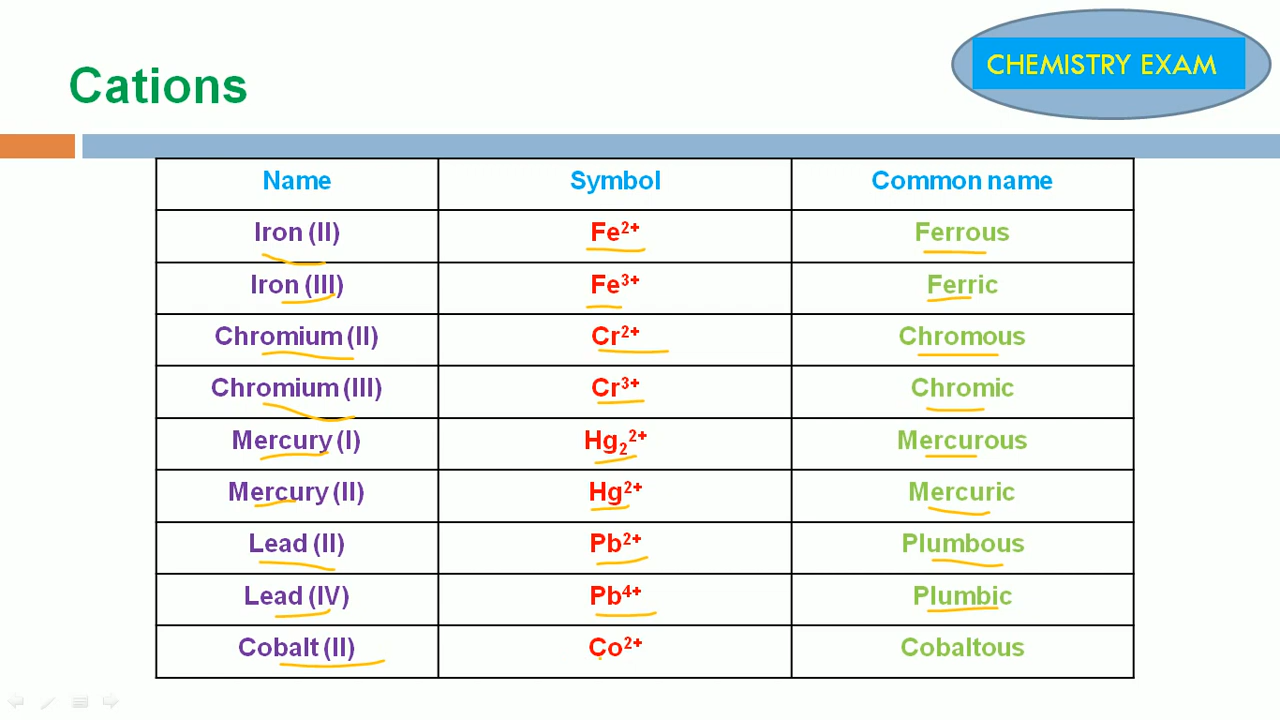 CHEMISTRY EXAM
Cations
Name Symbol Common name
Iron (II) Fe²⁺ Ferrous
Iron (III) Fe³⁺ Ferric
Chromium (II) Cr²⁺ Chromous
Chromium (III) Cr³⁺ Chromic
Mercury (I) Hg₂²⁺ Mercurous
Mercury (II) Hg²⁺ Mercuric
Lead (II) Pb²⁺ Plumbous
Lead (IV) Pb⁴⁺ Plumbic
Cobalt (II) Co²⁺ Cobaltous